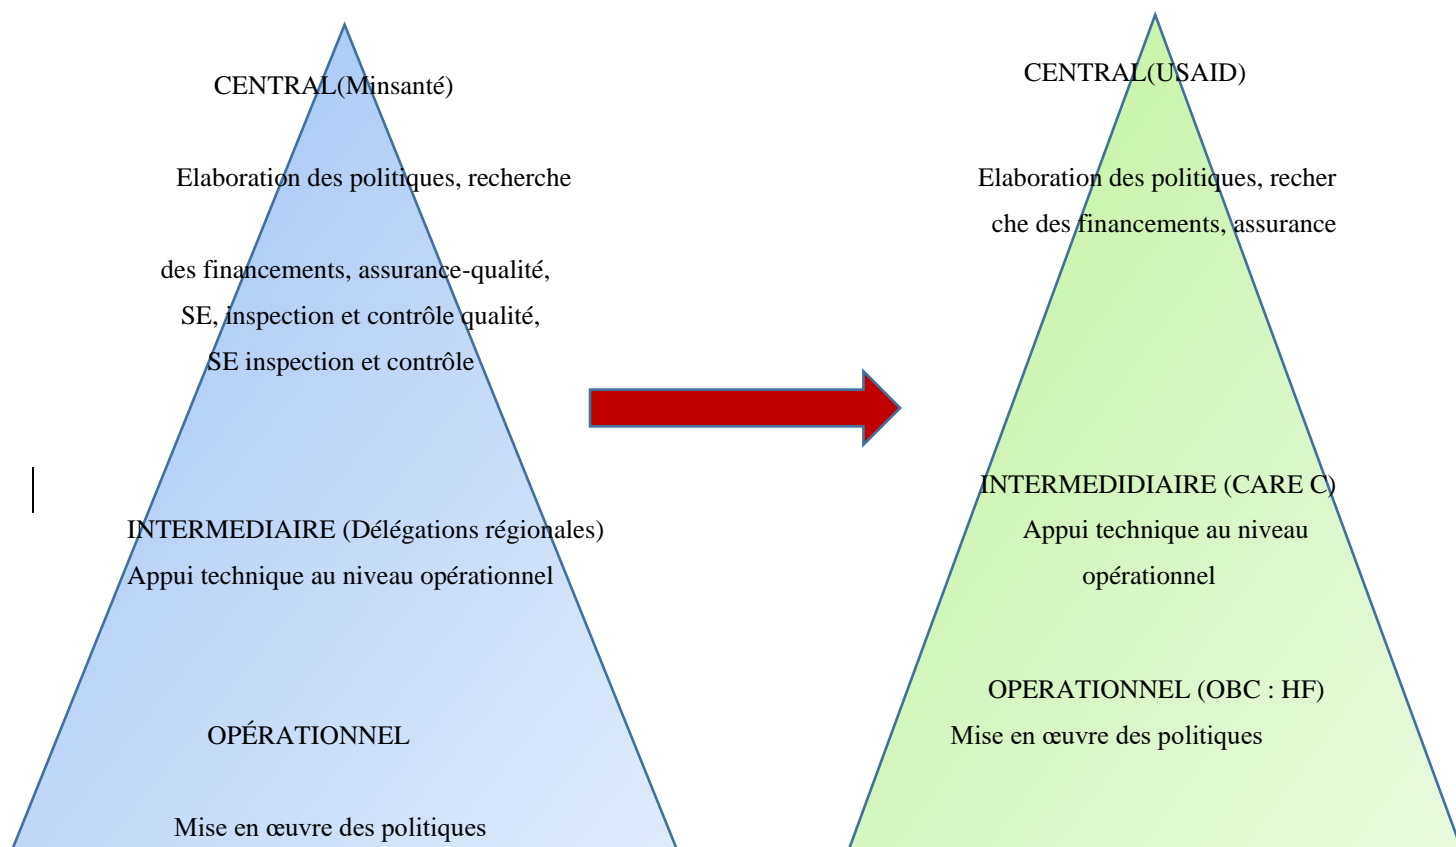 CENTRAL(Minsanté)
Elaboration des politiques, recherche
des financements, assurance-qualité,
SE, inspection et contrôle qualité,
SE inspection et contrôle
INTERMEDIAIRE (Délégations régionales)
Appui technique au niveau opérationnel
OPÉRATIONNEL
Mise en œuvre des politiques
CENTRAL(USAID)
Elaboration des politiques, recher
che des financements, assurance
INTERMEDIDIAIRE (CARE C)
Appui technique au niveau
opérationnel
OPERATIONNEL (OBC : HF)
Mise en œuvre des politiques